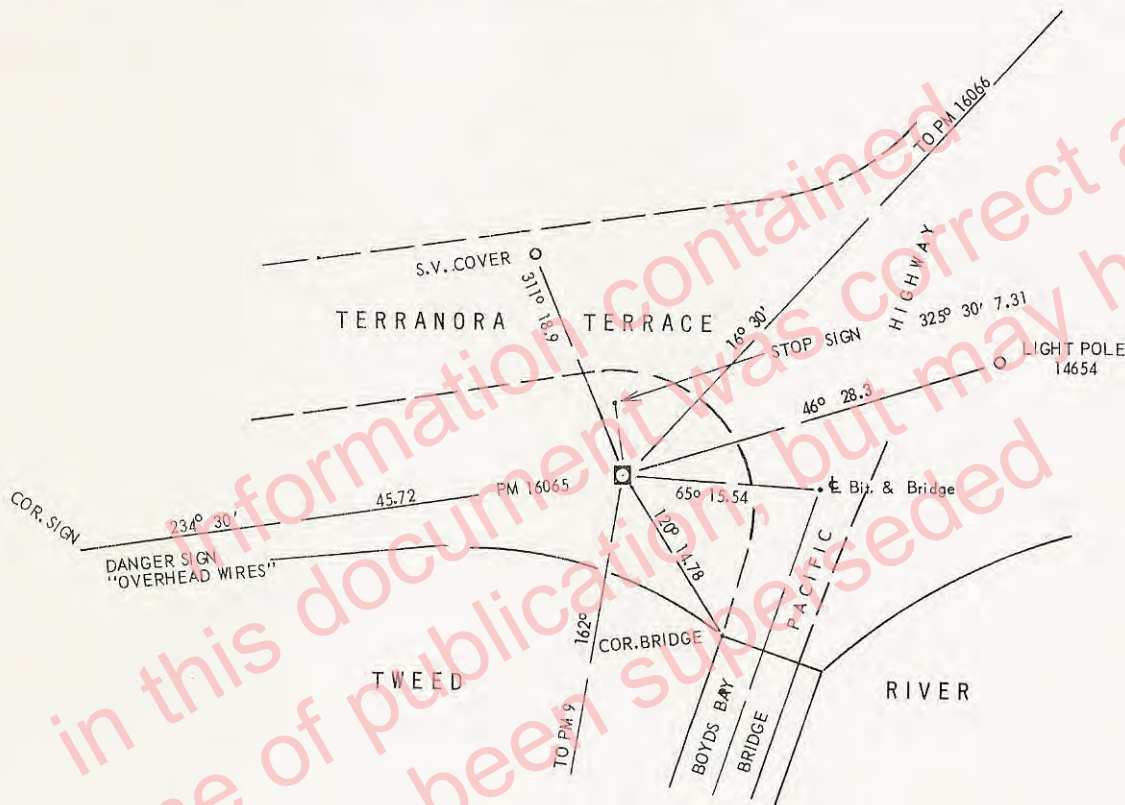 TO PM 16066
S.V. COVER
311° 18.9
TERRANORA TERRACE
HIGHWAY
16° 30'
STOP SIGN 325° 30' 7.31
LIGHT POLE
14654
46° 28.3
PM 16065
45.72
234° 30'
COR. SIGN
DANGER SIGN
"OVERHEAD WIRES"
65° 15.54
℄ Bit. & Bridge
120° 14.78
PACIFIC
162°
COR. BRIDGE
TWEED
RIVER
TO PM 9
BOYDS BAY
BRIDGE
information contained
in this document was correct a
e of publication, but may h
been superseded